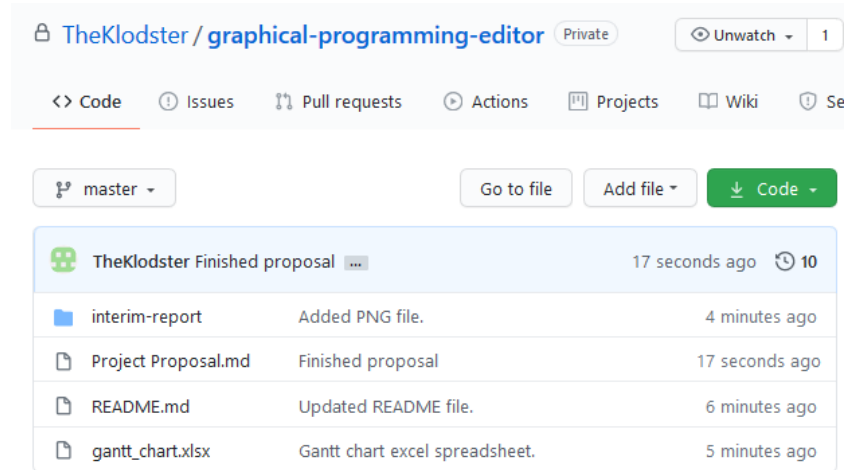 TheKlodster / graphical-programming-editor Private Unwatch 1
<> Code Issues Pull requests Actions Projects Wiki Se
master Go to file Add file Code
TheKlodster Finished proposal ... 17 seconds ago 10
interim-report Added PNG file. 4 minutes ago
Project Proposal.md Finished proposal 17 seconds ago
README.md Updated README file. 6 minutes ago
gantt_chart.xlsx Gantt chart excel spreadsheet. 5 minutes ago